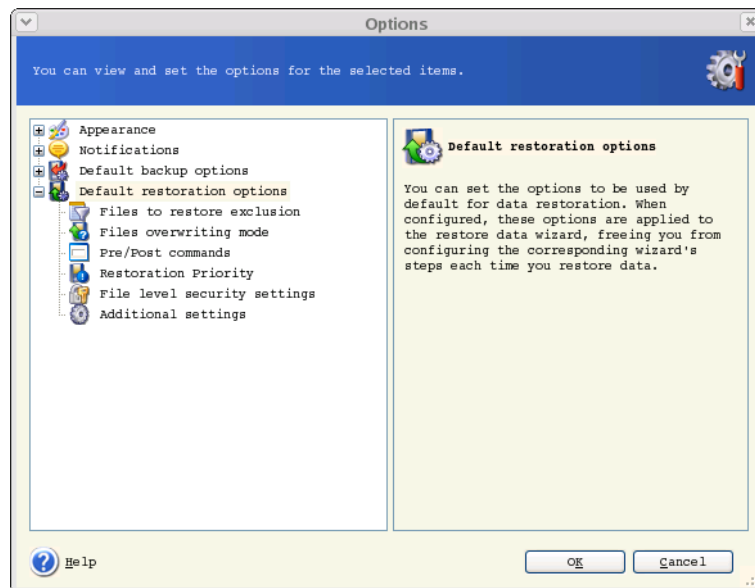 Options
You can view and set the options for the selected items.
Appearance
Notifications
Default backup options
Default restoration options
Files to restore exclusion
Files overwriting mode
Pre/Post commands
Restoration Priority
File level security settings
Additional settings
Default restoration options
You can set the options to be used by
default for data restoration. When
configured, these options are applied to
the restore data wizard, freeing you from
configuring the corresponding wizard's
steps each time you restore data.
Help
OK
Cancel